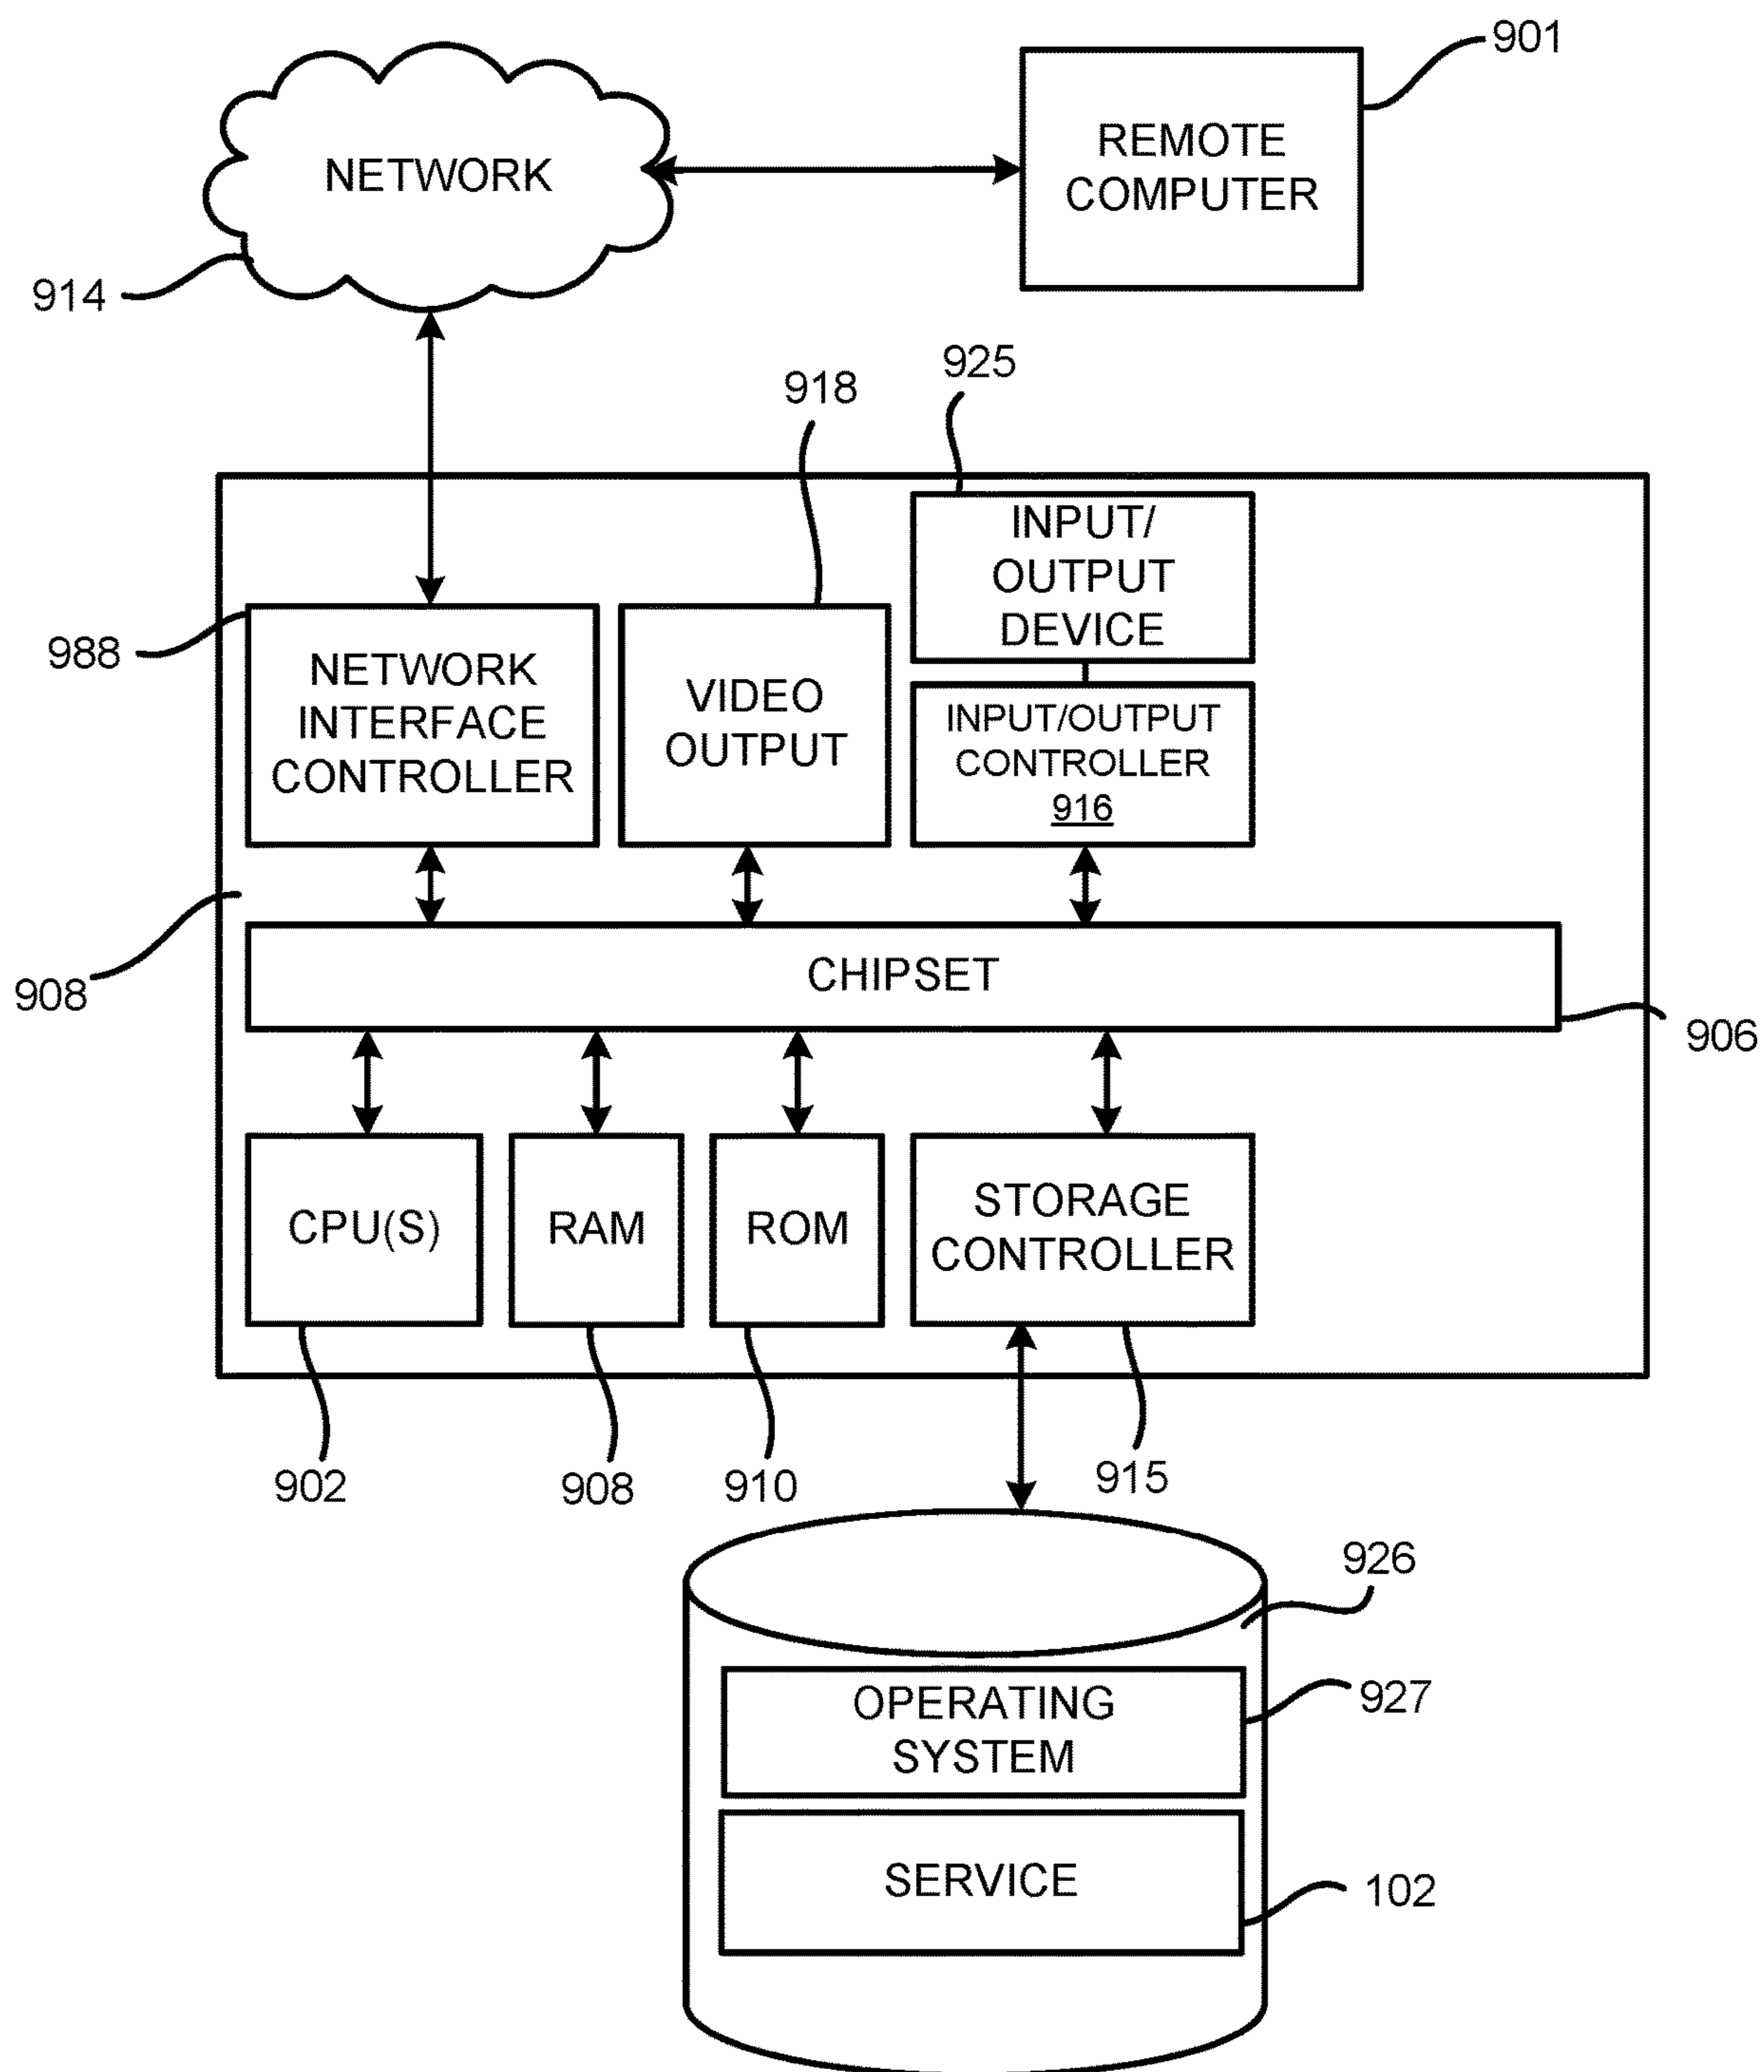 901
REMOTE
COMPUTER
NETWORK
914
925
918
INPUT/
OUTPUT
DEVICE
988
NETWORK
INTERFACE
CONTROLLER
VIDEO
OUTPUT
INPUT/OUTPUT
CONTROLLER
916
908
CHIPSET
906
CPU(S)
RAM
ROM
STORAGE
CONTROLLER
902
908
910
915
926
OPERATING
SYSTEM
927
SERVICE
102